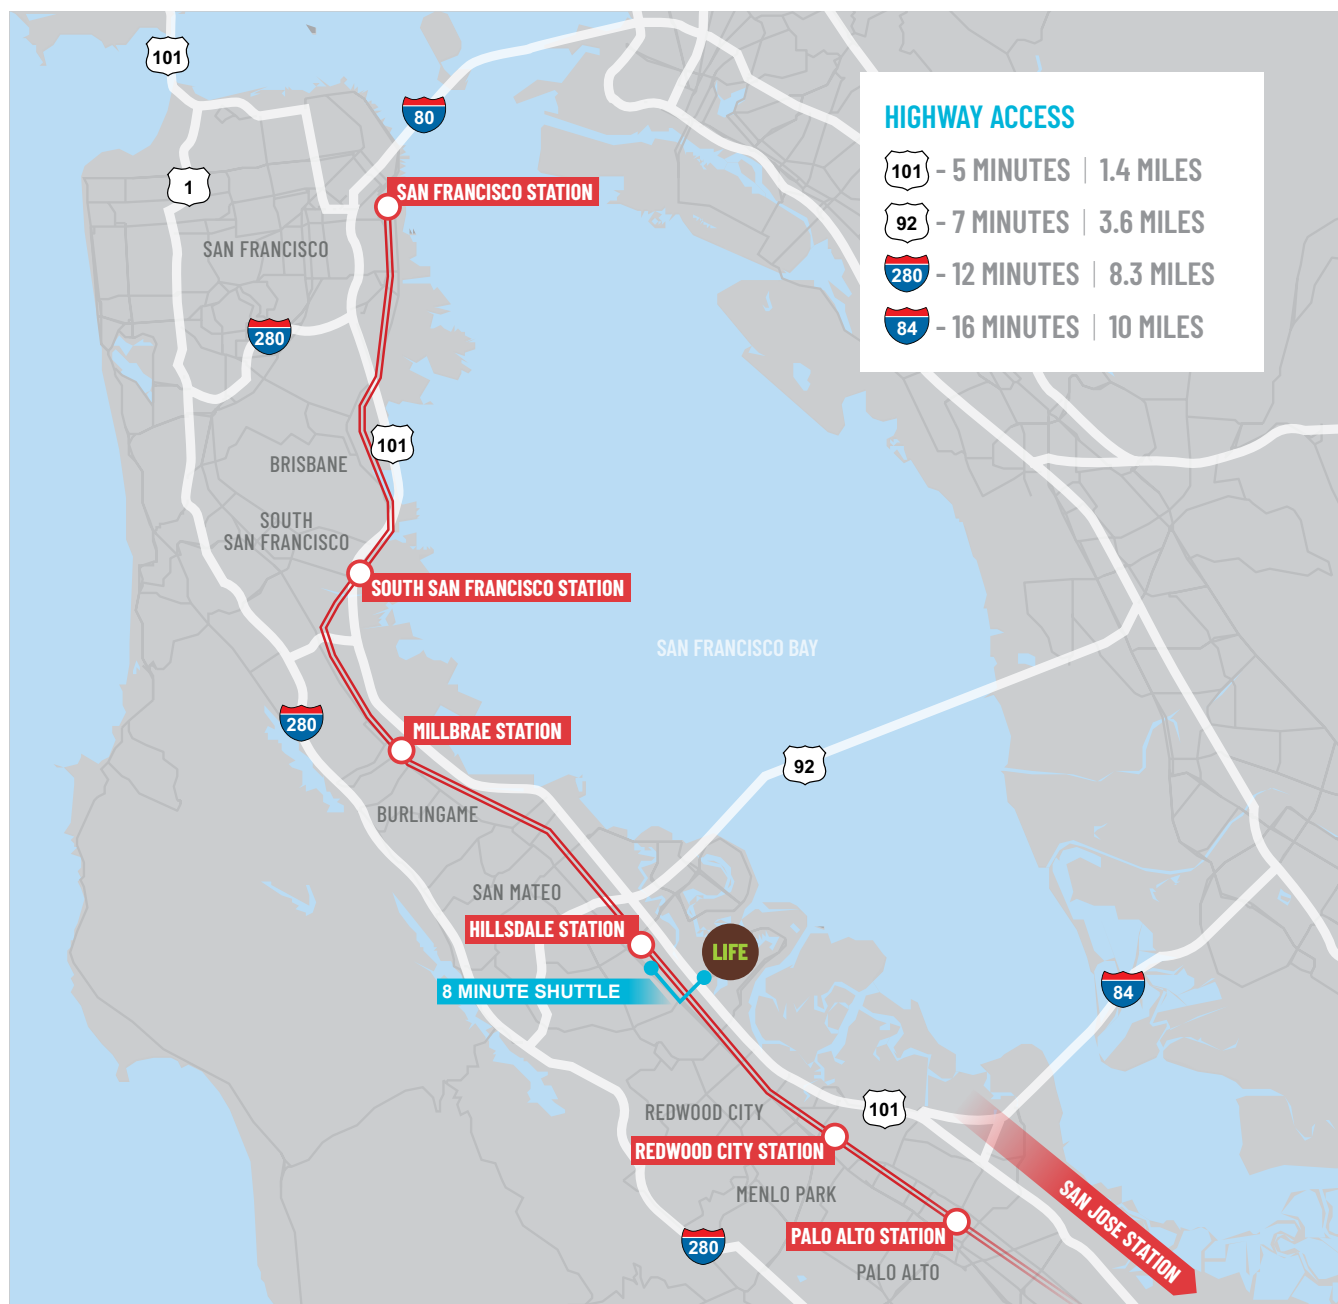 101
80
1
SAN FRANCISCO STATION
SAN FRANCISCO
280
101
BRISBANE
SOUTH
SAN FRANCISCO
SOUTH SAN FRANCISCO STATION
SAN FRANCISCO BAY
280
MILLBRAE STATION
92
BURLINGAME
SAN MATEO
HILLSDALE STATION
LIFE
8 MINUTE SHUTTLE
84
101
REDWOOD CITY
REDWOOD CITY STATION
MENLO PARK
SAN JOSE STATION
PALO ALTO STATION
280
PALO ALTO
HIGHWAY ACCESS
101 - 5 MINUTES | 1.4 MILES
92 - 7 MINUTES | 3.6 MILES
280 - 12 MINUTES | 8.3 MILES
84 - 16 MINUTES | 10 MILES